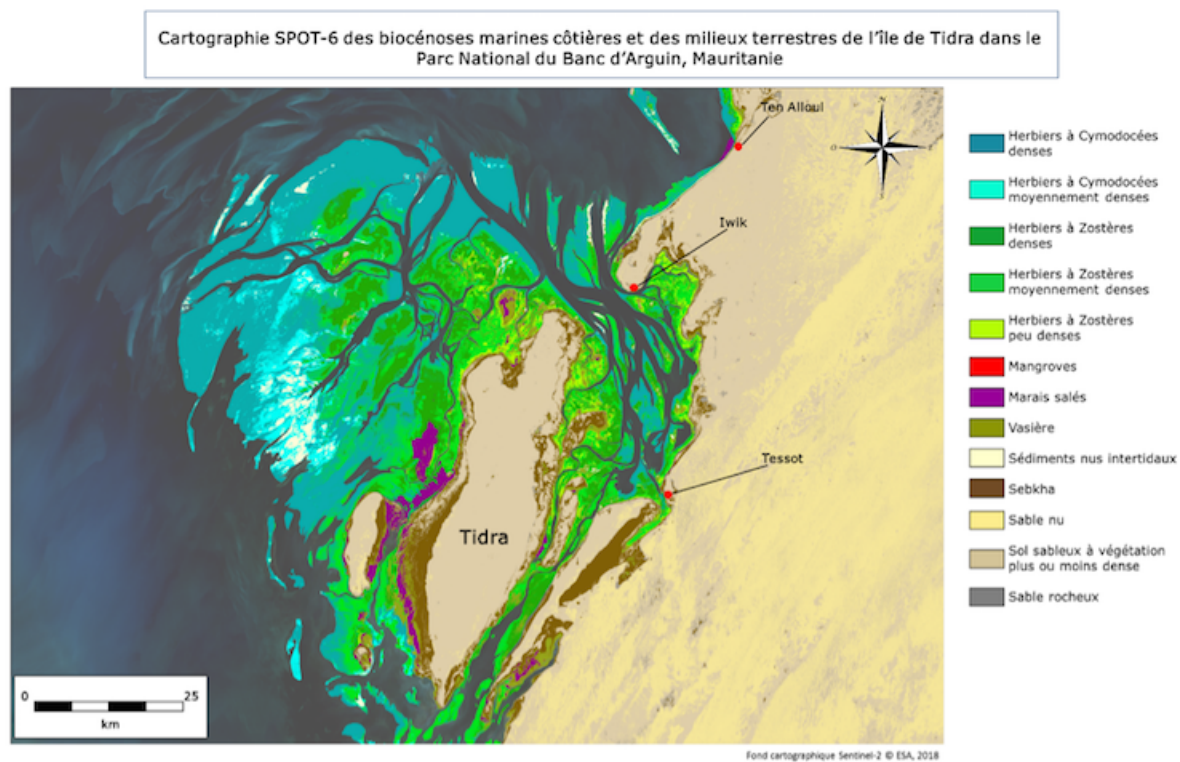 Cartographie SPOT-6 des biocénoses marines côtières et des milieux terrestres de l'île de Tidra dans le
Parc National du Banc d'Arguin, Mauritanie
Ten Alloul
N
O
E
S
Iwik
Tessot
Tidra
0 25
km
Herbiers à Cymodocées
denses
Herbiers à Cymodocées
moyennement denses
Herbiers à Zostères
denses
Herbiers à Zostères
moyennement denses
Herbiers à Zostères
peu denses
Mangroves
Marais salés
Vasière
Sédiments nus intertidaux
Sebkha
Sable nu
Sol sableux à végétation
plus ou moins dense
Sable rocheux
Fond cartographique Sentinel-2 © ESA, 2018